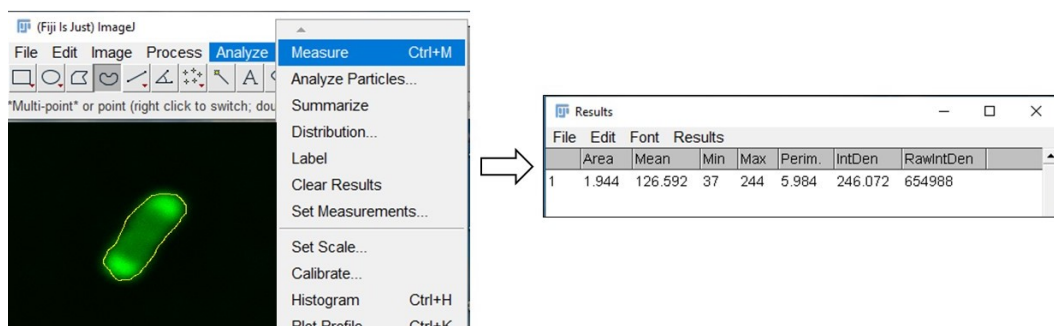 (Fiji Is Just) ImageJ
File Edit Image Process Analyze
*Multi-point* or point (right click to switch; dou
Measure Ctrl+M
Analyze Particles...
Summarize
Distribution...
Label
Clear Results
Set Measurements...
Set Scale...
Calibrate...
Histogram Ctrl+H
Plot Profile Ctrl+K
Results
File Edit Font Results
Area Mean Min Max Perim. IntDen RawIntDen
1 1.944 126.592 37 244 5.984 246.072 654988